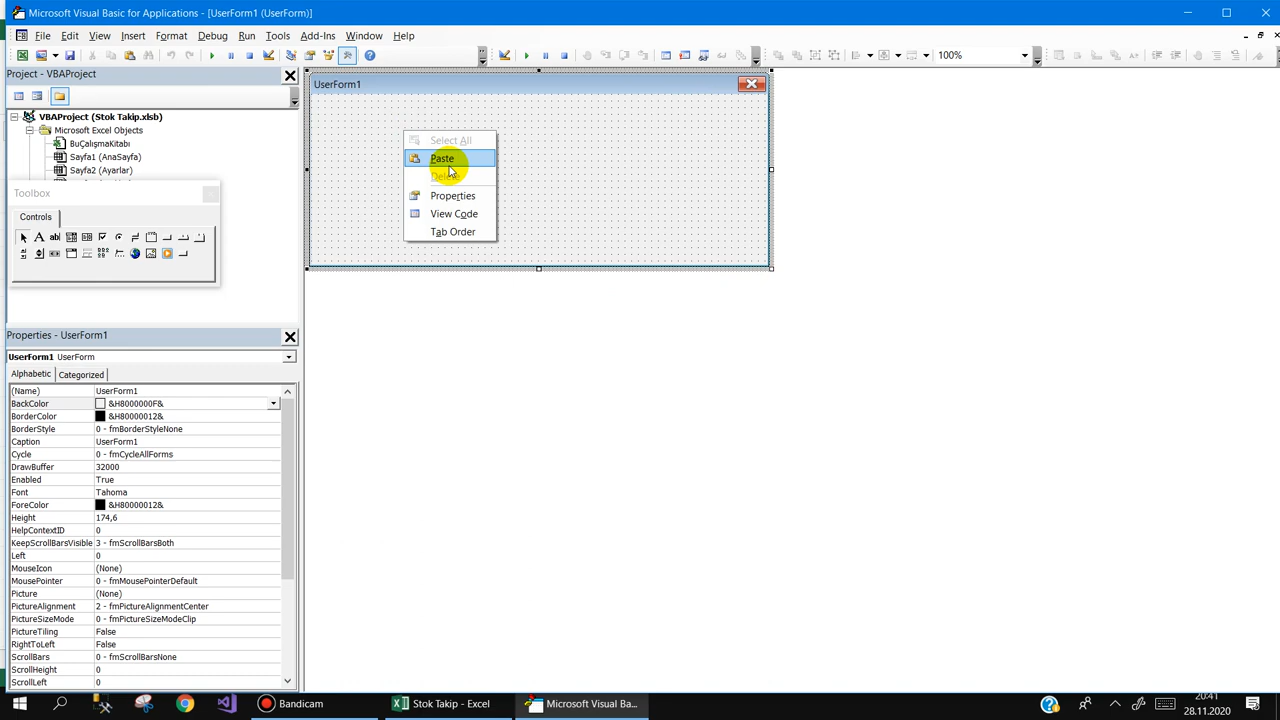 Microsoft Visual Basic for Applications - [UserForm1 (UserForm)]
File Edit View Insert Format Debug Run Tools Add-Ins Window Help
100%
Project - VBAProject
VBAProject (Stok Takip.xlsb)
Microsoft Excel Objects
BuÇalışmaKitabı
Sayfa1 (AnaSayfa)
Sayfa2 (Ayarlar)
Toolbox
Controls
UserForm1
Select All
Paste
Delete
Properties
View Code
Tab Order
Properties - UserForm1
UserForm1 UserForm
Alphabetic Categorized
(Name) UserForm1
BackColor &H8000000F&
BorderColor &H80000012&
BorderStyle 0 - fmBorderStyleNone
Caption UserForm1
Cycle 0 - fmCycleAllForms
DrawBuffer 32000
Enabled True
Font Tahoma
ForeColor &H80000012&
Height 174,6
HelpContextID 0
KeepScrollBarsVisible 3 - fmScrollBarsBoth
Left 0
MouseIcon (None)
MousePointer 0 - fmMousePointerDefault
Picture (None)
PictureAlignment 2 - fmPictureAlignmentCenter
PictureSizeMode 0 - fmPictureSizeModeClip
PictureTiling False
RightToLeft False
ScrollBars 0 - fmScrollBarsNone
ScrollHeight 0
ScrollLeft 0
Bandicam
Stok Takip - Excel
Microsoft Visual Ba...
20:41
28.11.2020